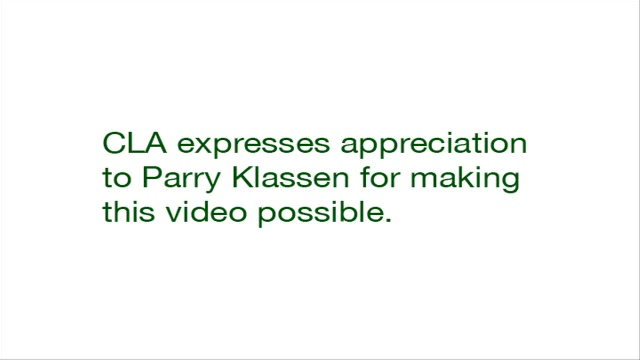 CLA expresses appreciation
to Parry Klassen for making
this video possible.